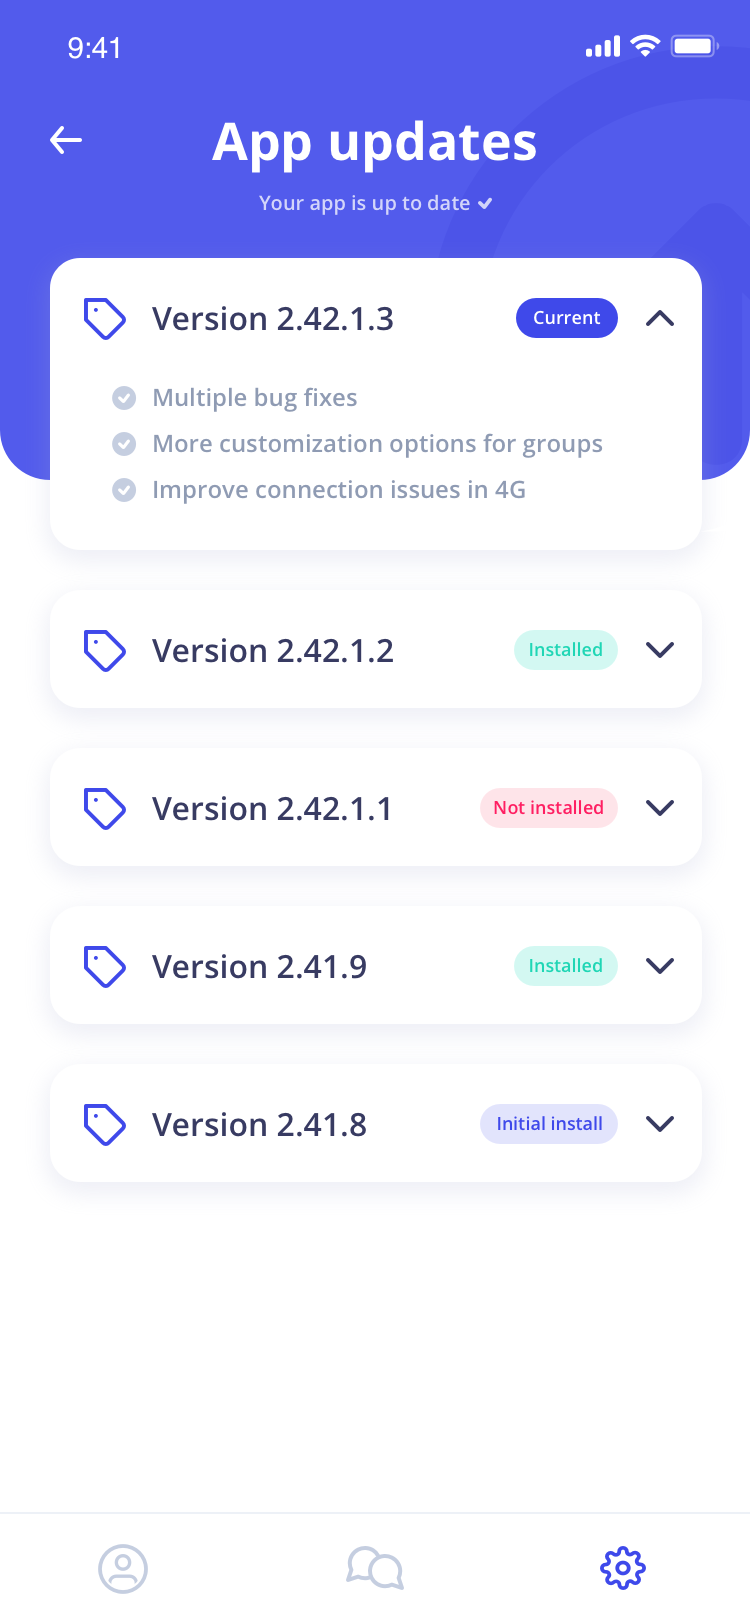 9:41
App updates
Your app is up to date
Version 2.42.1.3
Current
Multiple bug fixes
More customization options for groups
Improve connection issues in 4G
Version 2.42.1.2
Installed
Version 2.42.1.1
Not installed
Version 2.41.9
Installed
Version 2.41.8
Initial install